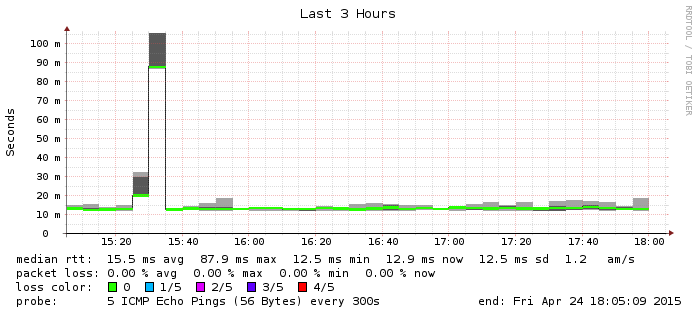 Last 3 Hours
RRDTOOL / TOBI OETIKER
Seconds
100 m
90 m
80 m
70 m
60 m
50 m
40 m
30 m
20 m
10 m
0
15:20 15:40 16:00 16:20 16:40 17:00 17:20 17:40 18:00
median rtt: 15.5 ms avg 87.9 ms max 12.5 ms min 12.9 ms now 12.5 ms sd 1.2 am/s
packet loss: 0.00 % avg 0.00 % max 0.00 % min 0.00 % now
loss color: 0 1/5 2/5 3/5 4/5
probe: 5 ICMP Echo Pings (56 Bytes) every 300s end: Fri Apr 24 18:05:09 2015